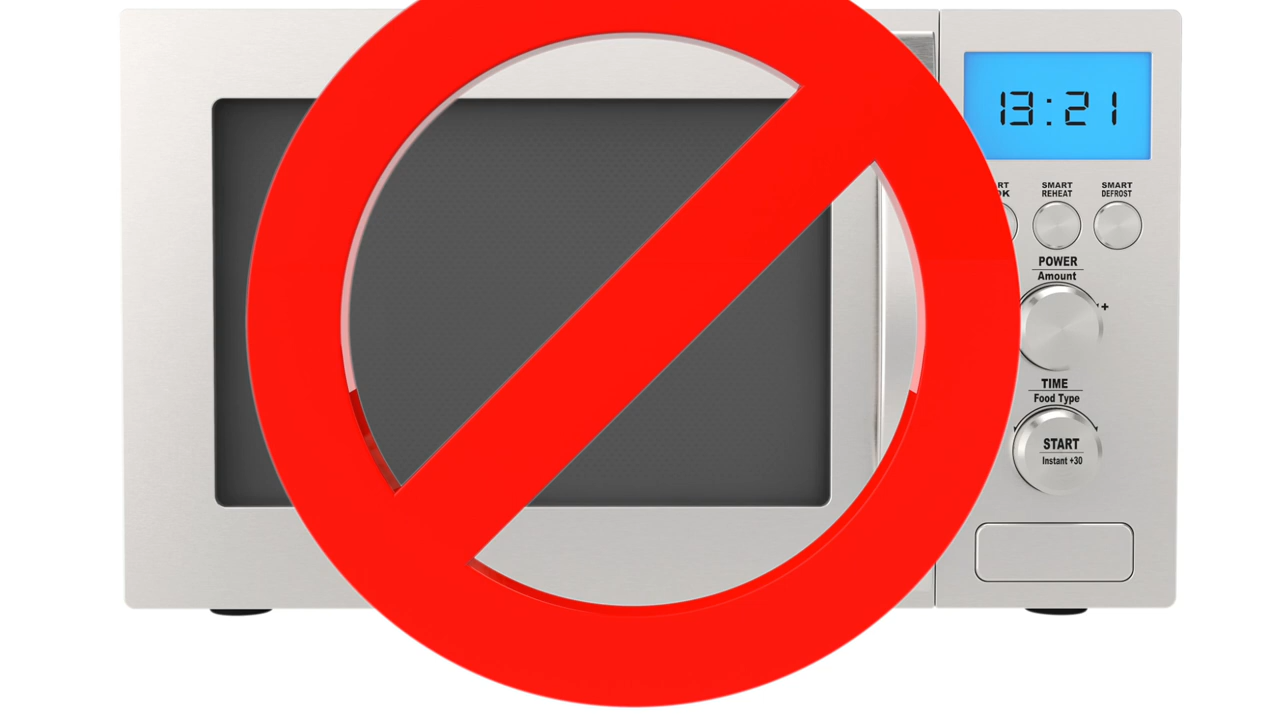 13:21
SMART
REHEAT
SMART
DEFROST
POWER
Amount
+
TIME
Food Type
START
Instant +30